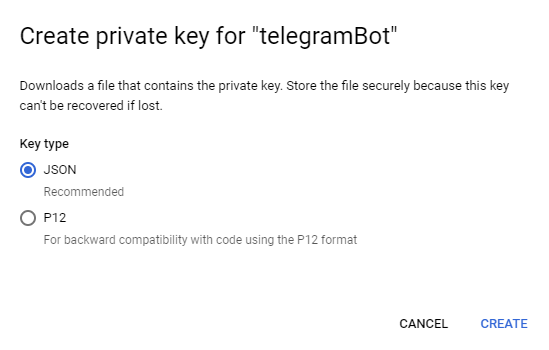 Create private key for "telegramBot"
Downloads a file that contains the private key. Store the file securely because this key
can't be recovered if lost.
Key type
JSON
Recommended
P12
For backward compatibility with code using the P12 format
CANCEL CREATE